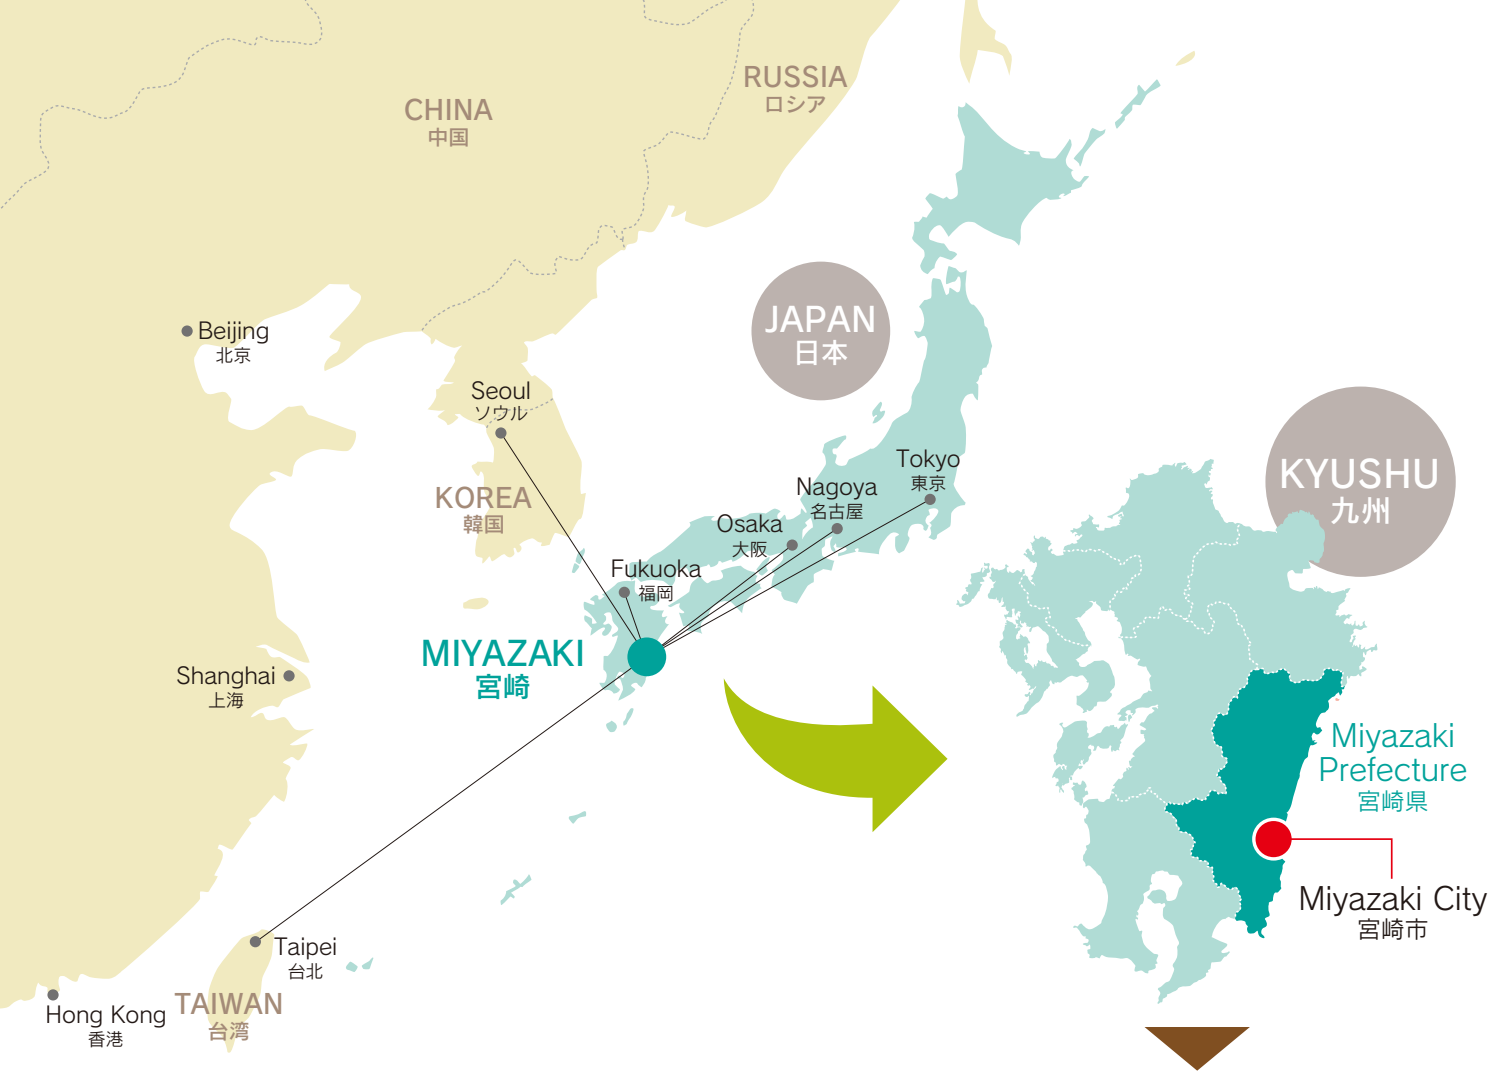 RUSSIA
ロシア
CHINA
中国
JAPAN
日本
Beijing
北京
Seoul
ソウル
KOREA
韓国
Tokyo
東京
Nagoya
名古屋
Osaka
大阪
Fukuoka
福岡
MIYAZAKI
宮崎
Shanghai
上海
Taipei
台北
TAIWAN
台湾
Hong Kong
香港
KYUSHU
九州
Miyazaki
Prefecture
宮崎県
Miyazaki City
宮崎市